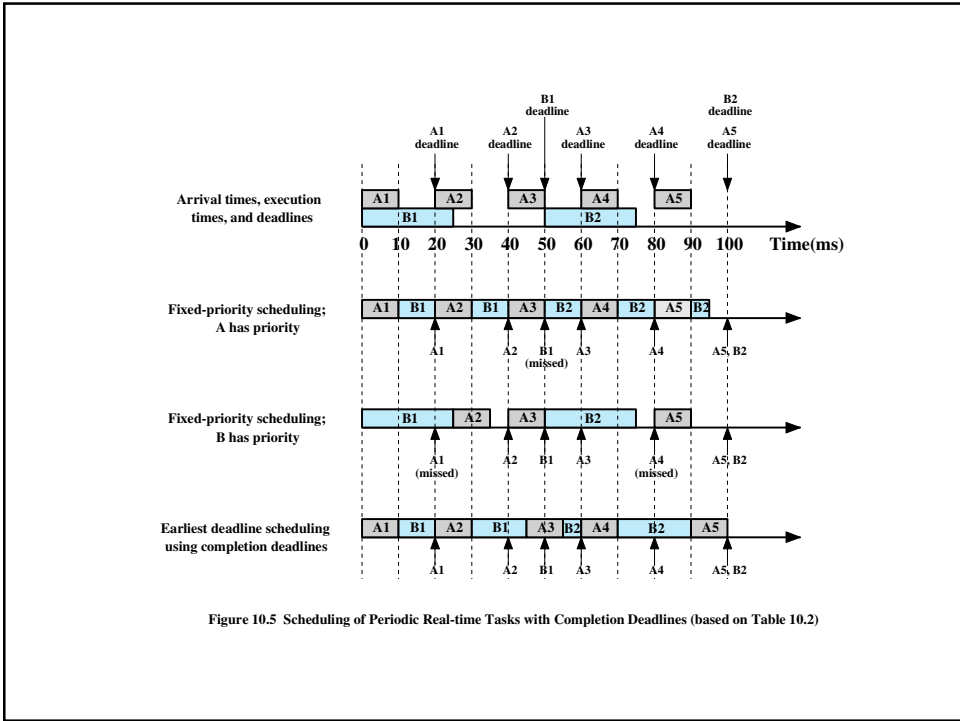 B1
deadline
B2
deadline
A1
deadline
A2
deadline
A3
deadline
A4
deadline
A5
deadline
Arrival times, execution
times, and deadlines
A1 A2 A3 A4 A5
B1 B2
0 10 20 30 40 50 60 70 80 90 100 Time(ms)
Fixed-priority scheduling;
A has priority
A1 B1 A2 B1 A3 B2 A4 B2 A5 B2
A1 A2 B1 A3 A4 A5, B2
(missed)
Fixed-priority scheduling;
B has priority
B1 A2 A3 B2 A5
A1 A2 B1 A3 A4 A5, B2
(missed) (missed)
Earliest deadline scheduling
using completion deadlines
A1 B1 A2 B1 A3 B2 A4 B2 A5
A1 A2 B1 A3 A4 A5, B2
Figure 10.5 Scheduling of Periodic Real-time Tasks with Completion Deadlines (based on Table 10.2)